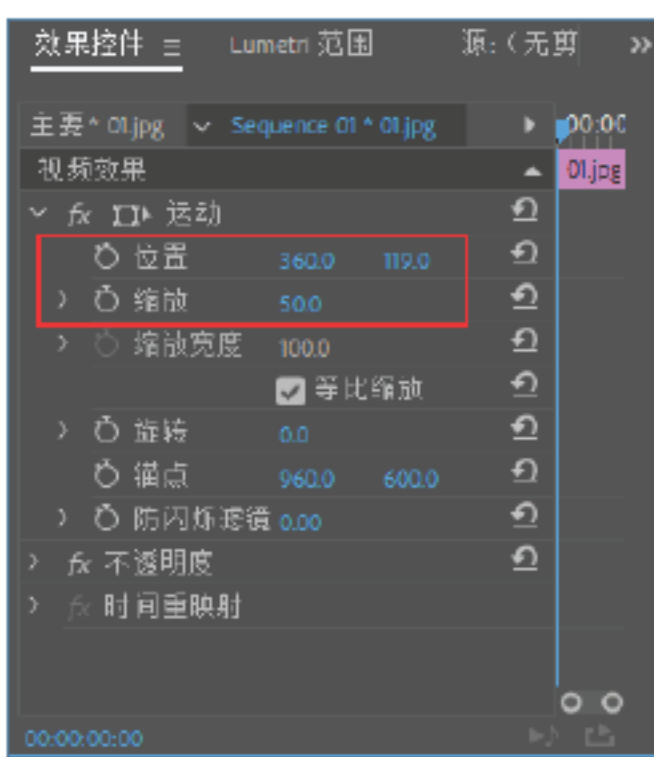 效果控件 ≡ Lumetri 范围 源:（无剪 »
主要 * 01.jpg Sequence 01 * 01.jpg 00:00
视频效果 01.jpg
fx 运动
位置 360.0 119.0
缩放 50.0
缩放宽度 100.0
等比缩放
旋转 0.0
锚点 960.0 600.0
防闪烁滤镜 0.00
fx 不透明度
fx 时间重映射
00:00:00:00